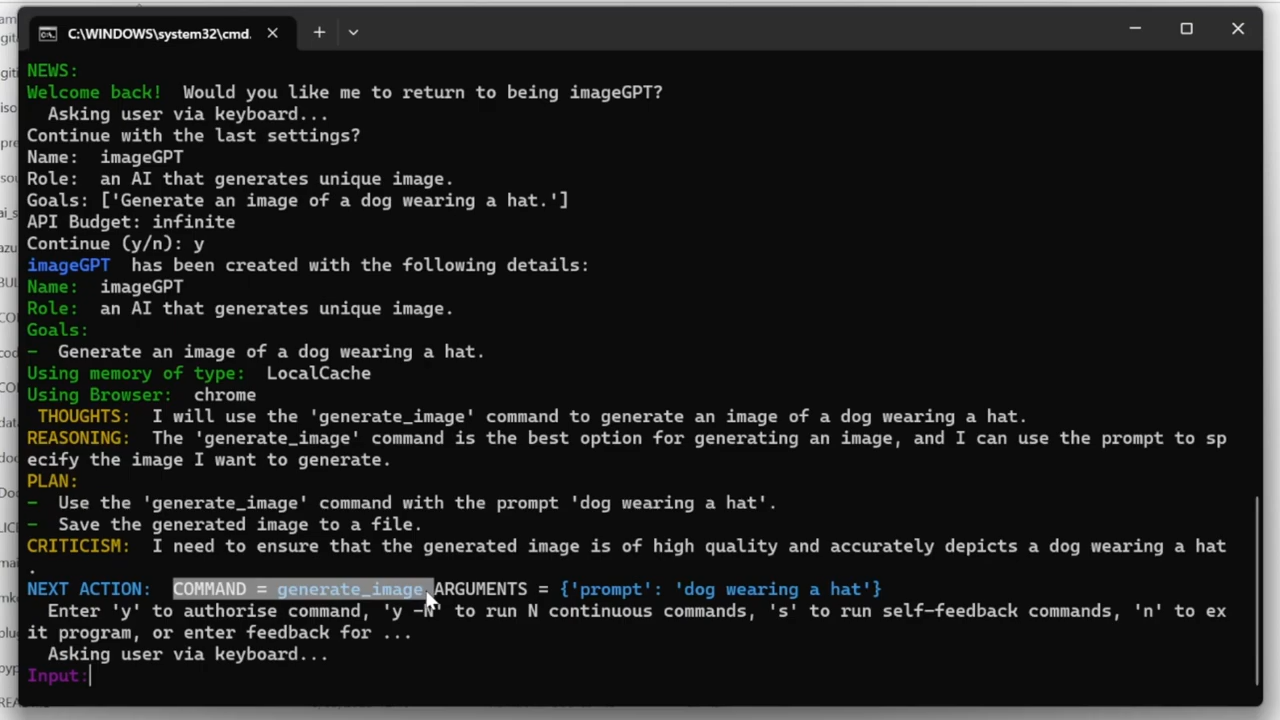 C:\WINDOWS\system32\cmd.
NEWS:
Welcome back!  Would you like me to return to being imageGPT?
Asking user via keyboard...
Continue with the last settings?
Name:  imageGPT
Role:  an AI that generates unique image.
Goals: ['Generate an image of a dog wearing a hat.']
API Budget: infinite
Continue (y/n): y
imageGPT  has been created with the following details:
Name:  imageGPT
Role:  an AI that generates unique image.
Goals:
-  Generate an image of a dog wearing a hat.
Using memory of type:  LocalCache
Using Browser:  chrome
THOUGHTS:  I will use the 'generate_image' command to generate an image of a dog wearing a hat.
REASONING:  The 'generate_image' command is the best option for generating an image, and I can use the prompt to sp
ecify the image I want to generate.
PLAN:
-  Use the 'generate_image' command with the prompt 'dog wearing a hat'.
-  Save the generated image to a file.
CRITICISM:  I need to ensure that the generated image is of high quality and accurately depicts a dog wearing a hat
.
NEXT ACTION:  COMMAND = generate_image ARGUMENTS = {'prompt': 'dog wearing a hat'}
Enter 'y' to authorise command, 'y -N' to run N continuous commands, 's' to run self-feedback commands, 'n' to ex
it program, or enter feedback for ...
Asking user via keyboard...
Input: